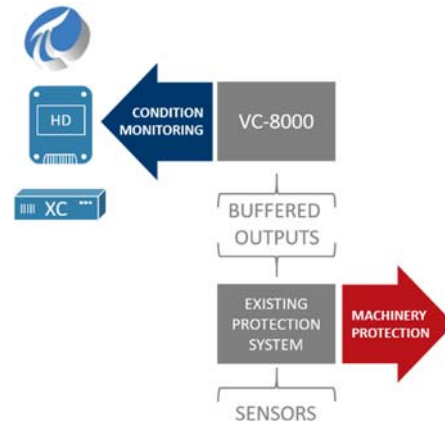 HD
XC
CONDITION
MONITORING
VC-8000
BUFFERED
OUTPUTS
EXISTING
PROTECTION
SYSTEM
MACHINERY
PROTECTION
SENSORS